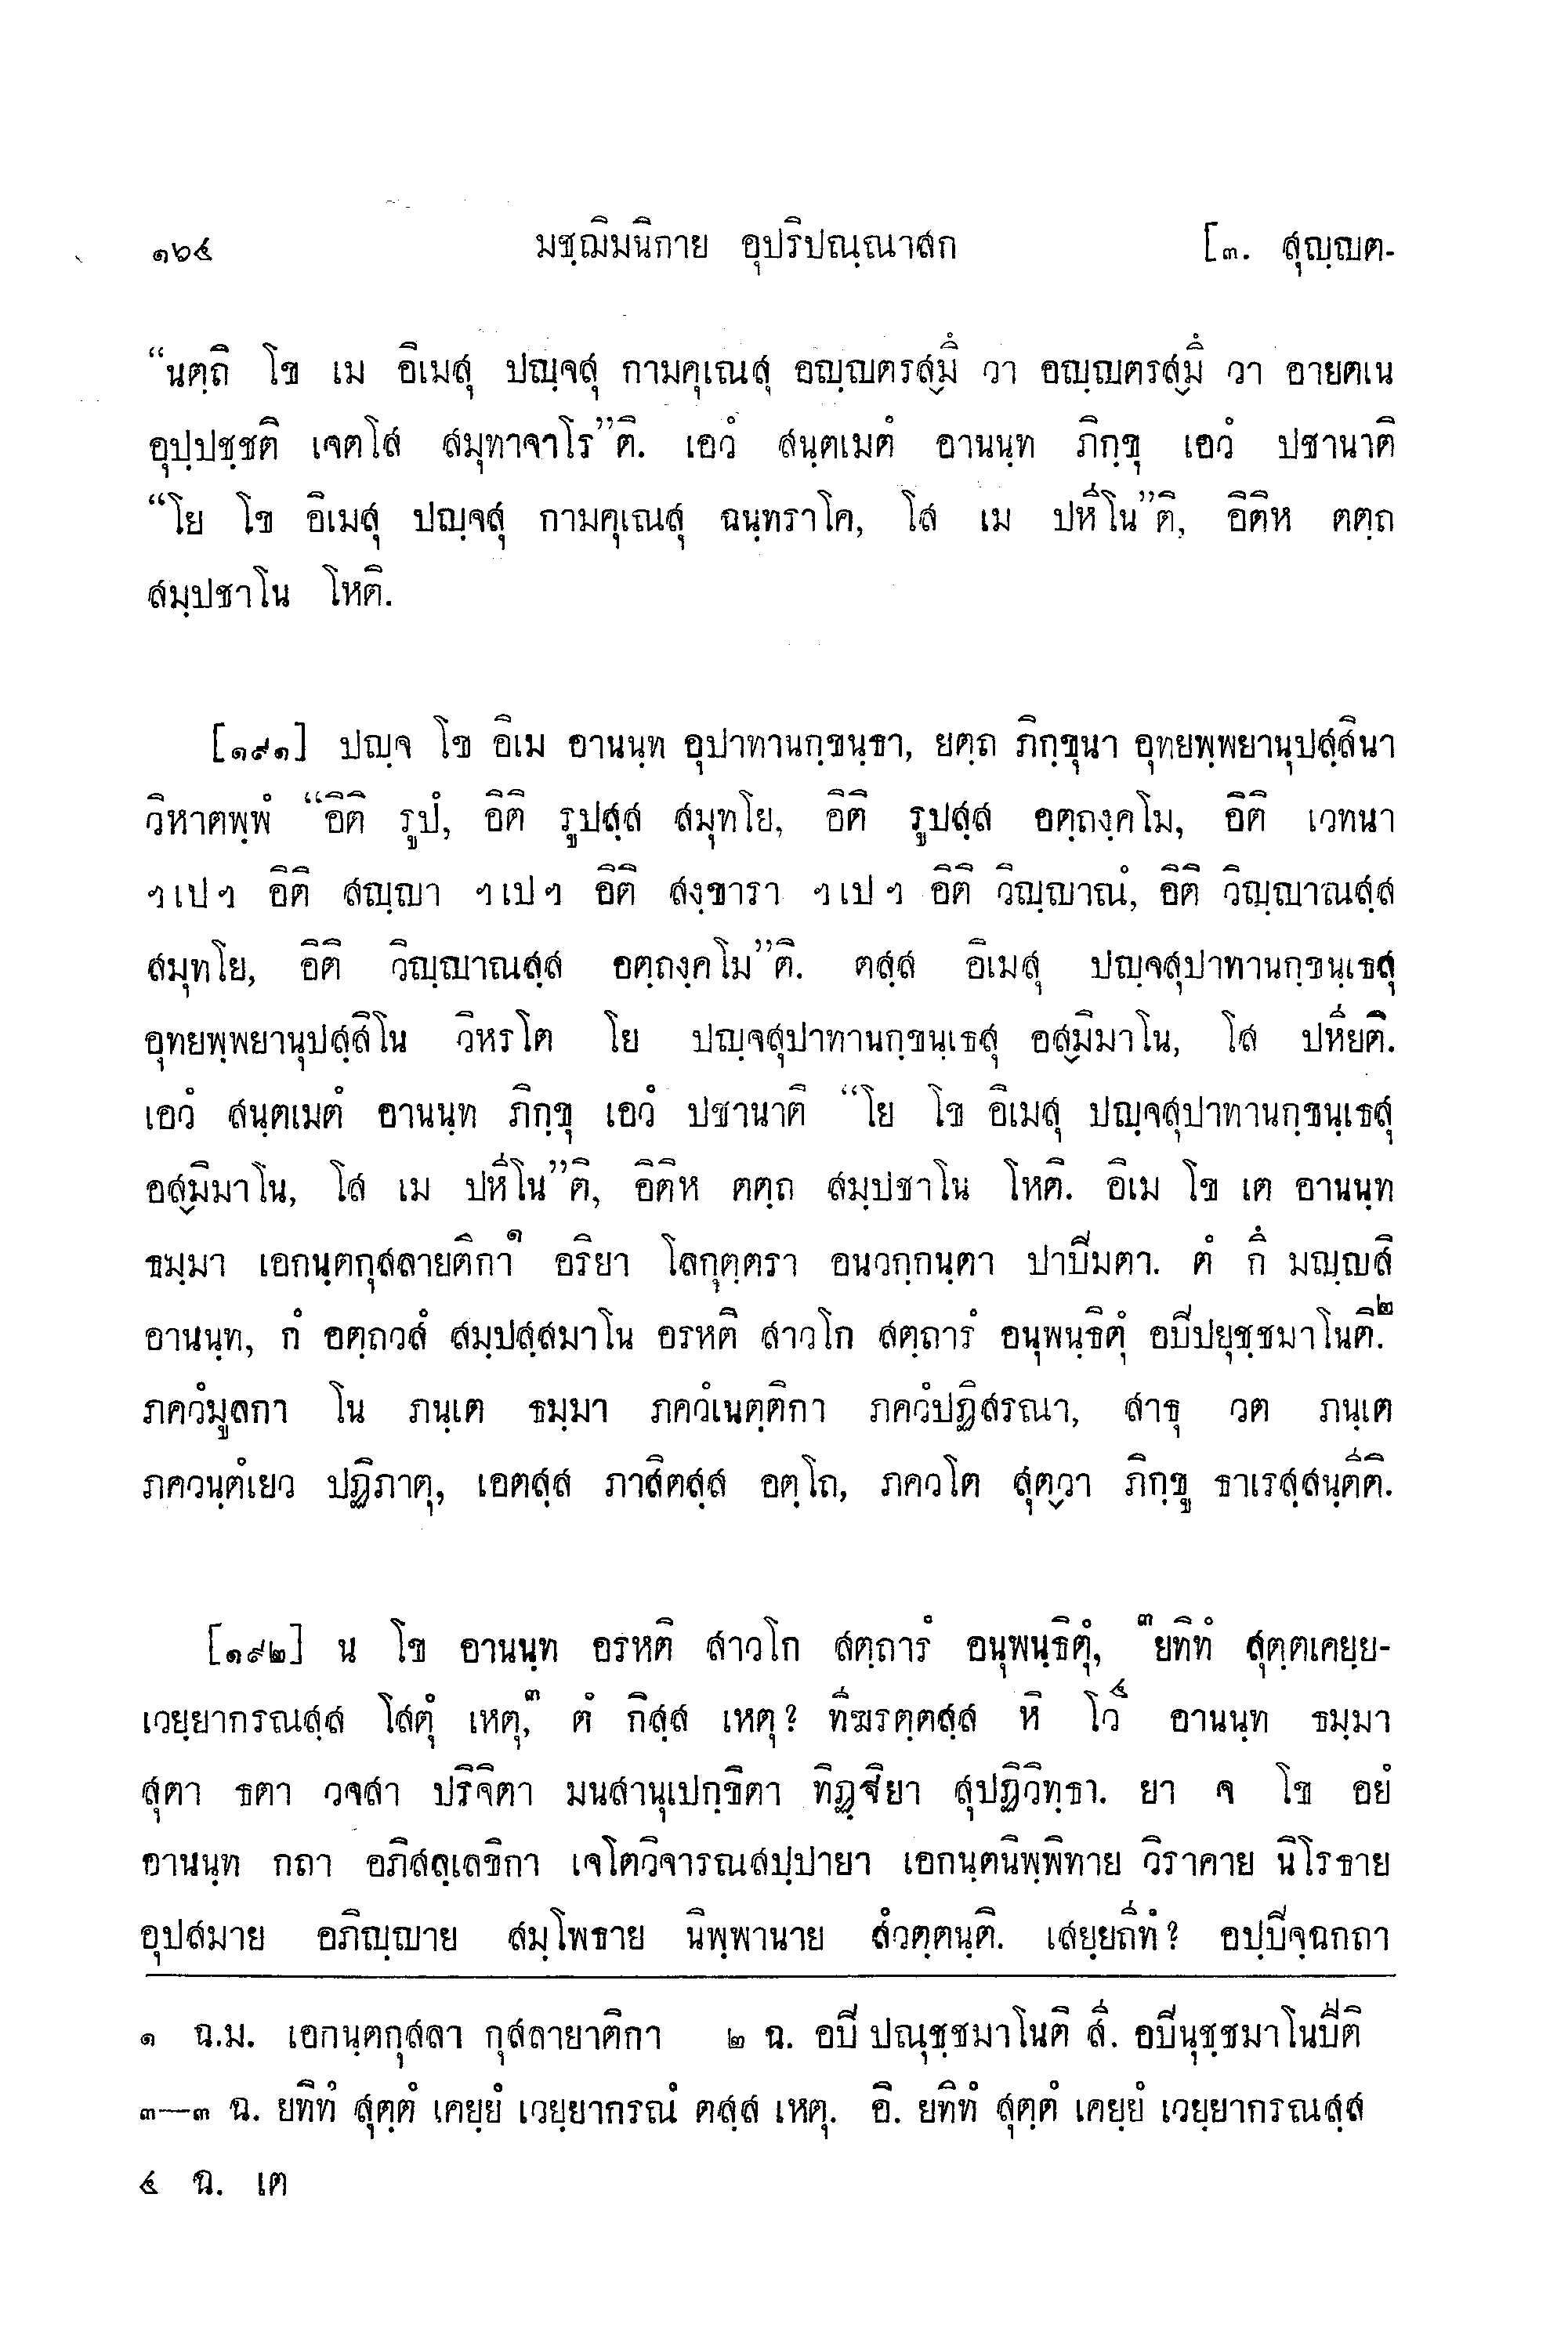 ๑๖๔ มชฺฌิมนิกาย อุปริปณฺณาสก [๓. สุญฺญต-
“นตฺถิ โข เม อิเมสุ ปญฺจสุ กามคุเณสุ อญฺญตรสฺมึ วา อญฺญตรสฺมึ วา อายตเน
อุปฺปชฺชติ เจตโส สมุทาจาโร”ติ. เอวํ สนฺตเมตํ อานนฺท ภิกฺขุ เอวํ ปชานาติ
“โย โข อิเมสุ ปญฺจสุ กามคุเณสุ ฉนฺทราโค, โส เม ปหีโน”ติ, อิติห ตตฺถ
สมฺปชาโน โหติ.
[๑๙๑] ปญฺจ โข อิเม อานนฺท อุปาทานกฺขนฺธา, ยตฺถ ภิกฺขุนา อุทยพฺพยานุปสฺสินา
วิหาตพฺพํ “อิติ รูปํ, อิติ รูปสฺส สมุทโย, อิติ รูปสฺส อตฺถงฺคโม, อิติ เวทนา
ฯเปฯ อิติ สญฺญา ฯเปฯ อิติ สงฺขารา ฯเปฯ อิติ วิญฺญาณํ, อิติ วิญฺญาณสฺส
สมุทโย, อิติ วิญฺญาณสฺส อตฺถงฺคโม”ติ. ตสฺส อิเมสุ ปญฺจสุปาทานกฺขนฺเธสุ
อุทยพฺพยานุปสฺสิโน วิหรโต โย ปญฺจสุปาทานกฺขนฺเธสุ อสฺมิมาโน, โส ปหียติ.
เอวํ สนฺตเมตํ อานนฺท ภิกฺขุ เอวํ ปชานาติ “โย โข อิเมสุ ปญฺจสุปาทานกฺขนฺเธสุ
อสฺมิมาโน, โส เม ปหีโน”ติ, อิติห ตตฺถ สมฺปชาโน โหติ. อิเม โข เต อานนฺท
ธมฺมา เอกนฺตกุสลายติกา๑ อริยา โลกุตฺตรา อนวกฺกนฺตา ปาปิมตา. ตํ กึ มญฺญสิ
อานนฺท, กํ อตฺถวสํ สมฺปสฺสมาโน อรหติ สาวโก สตฺถารํ อนุพนฺธิตุํ อปิปยุชฺชมาโนติ.๒
ภควํมูลกา โน ภนฺเต ธมฺมา ภควํเนตฺติกา ภควํปฏิสรณา, สาธุ วต ภนฺเต
ภควนฺตํเยว ปฏิภาตุ, เอตสฺส ภาสิตสฺส อตฺโถ, ภควโต สุตฺวา ภิกฺขู ธาเรสฺสนฺตีติ.
[๑๙๒] น โข อานนฺท อรหติ สาวโก สตฺถารํ อนุพนฺธิตุํ, ๓ยทิทํ สุตฺตเคยฺย-
เวยฺยากรณสฺส โสตุํ เหตุ,๓ ตํ กิสฺส เหตุ? ทีฆรตฺตสฺส หิ โว๔ อานนฺท ธมฺมา
สุตา ธตา วจสา ปริจิตา มนสานุเปกฺขิตา ทิฏฺฐิยา สุปฏิวิทฺธา. ยา จ โข อยํ
อานนฺท กถา อภิสลฺเลขิกา เจโตวิจารณสปฺปายา เอกนฺตนิพฺพิทาย วิราคาย นิโรธาย
อุปสมาย อภิญฺญาย สมฺโพธาย นิพฺพานาย สํวตฺตนฺติ. เสยฺยถีทํ? อปฺปิจฺฉกถา
๑ ฉ.ม. เอกนฺตกุสลา กุสลายาติกา ๒ ฉ. อปิ ปณุชฺชมาโนติ สี. อปินุชฺชมาโนปีติ
๓—๓ ฉ. ยทิทํ สุตฺตํ เคยฺยํ เวยฺยากรณํ ตสฺส เหตุ. อิ. ยทิทํ สุตฺตํ เคยฺยํ เวยฺยากรณสฺส
๔ ฉ. เต